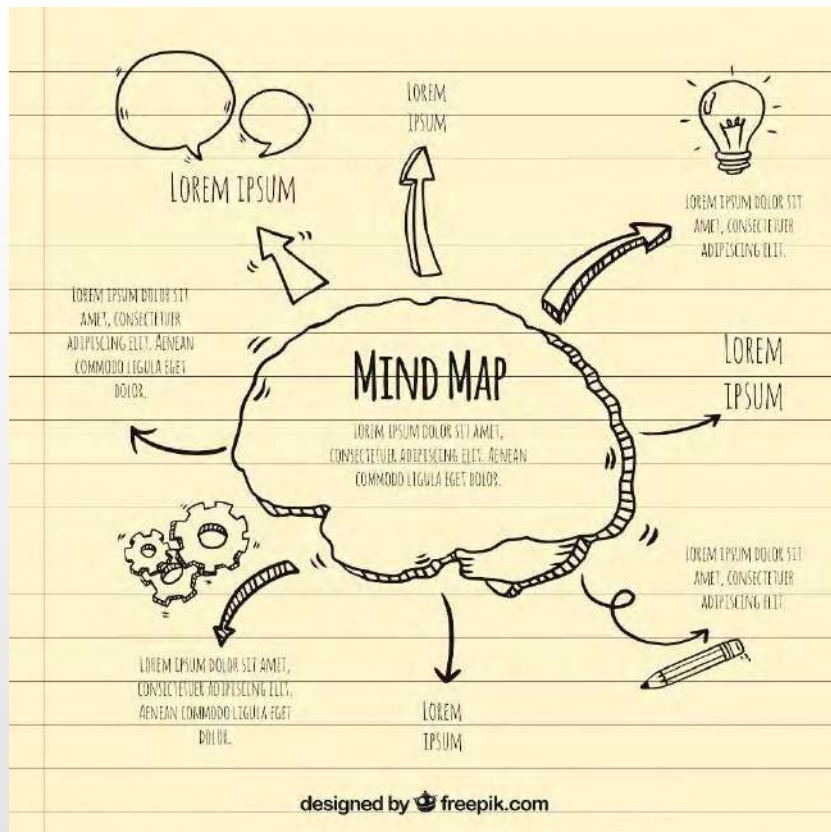 LOREM
IPSUM
LOREM IPSUM
LOREM IPSUM DOLOR SIT
AMET, CONSECTETUER
ADIPISCING ELIT.
LOREM IPSUM DOLOR SIT
AMET, CONSECTETUER
ADIPISCING ELIT. AENEAN
COMMODO LIGULA EGET
DOLOR.
MIND MAP
LOREM IPSUM DOLOR SIT AMET,
CONSECTETUER ADIPISCING ELIT. AENEAN
COMMODO LIGULA EGET DOLOR.
LOREM
IPSUM
LOREM IPSUM DOLOR SIT
AMET, CONSECTETUER
ADIPISCING ELIT.
LOREM IPSUM DOLOR SIT AMET,
CONSECTETUER ADIPISCING ELIT.
AENEAN COMMODO LIGULA EGET
DOLOR.
LOREM
IPSUM
designed by freepik.com